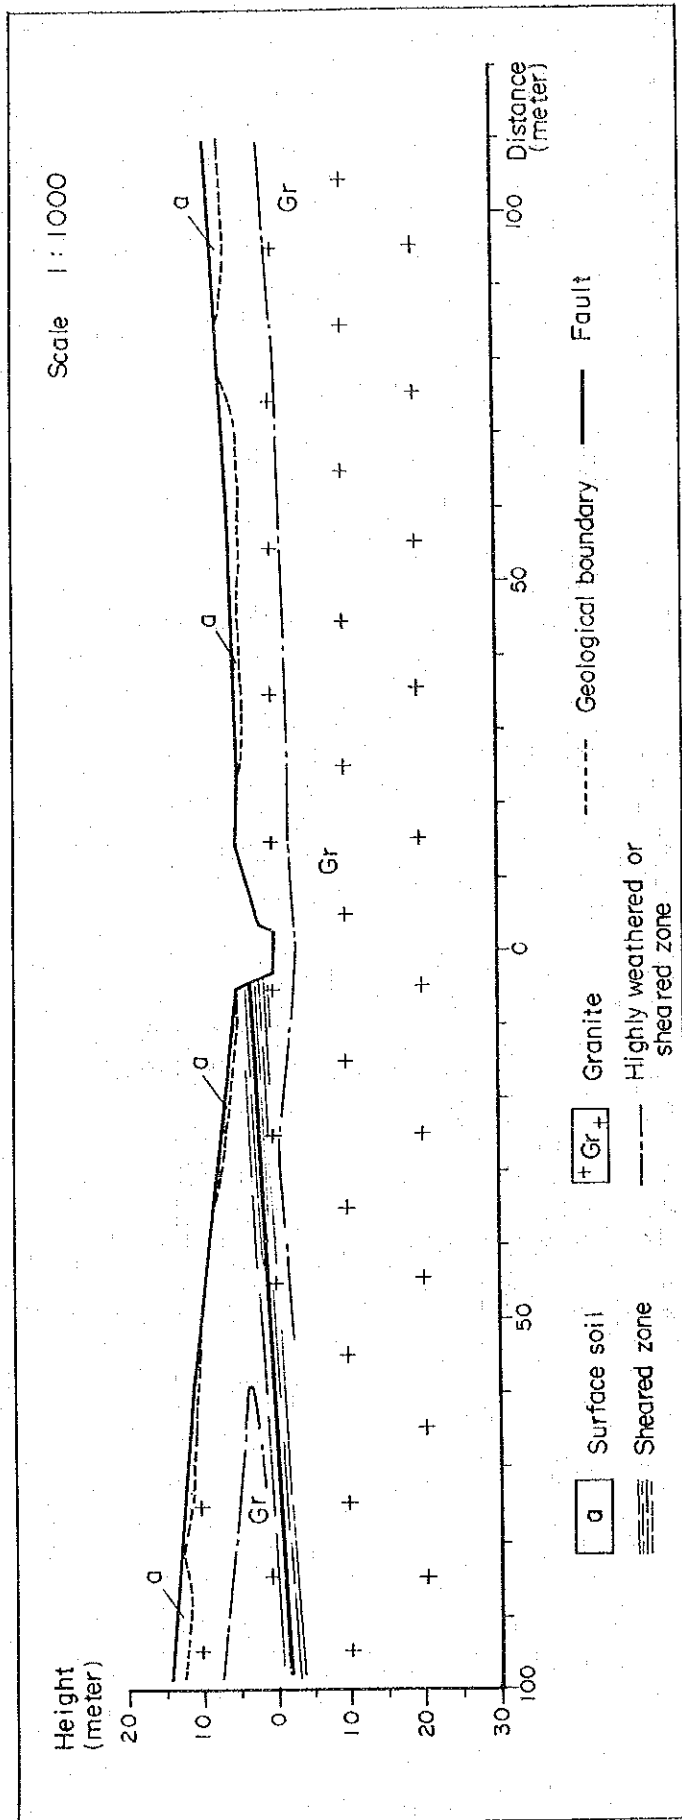 Scale 1:1000
Height
(meter)
20
10
0
10
20
30
a
a
a
a
Gr
Gr
Gr
100
50
0
50
100
Distance
(meter)
a Surface soil
Gr Granite
Geological boundary
Fault
Sheared zone
Highly weathered or
sheared zone